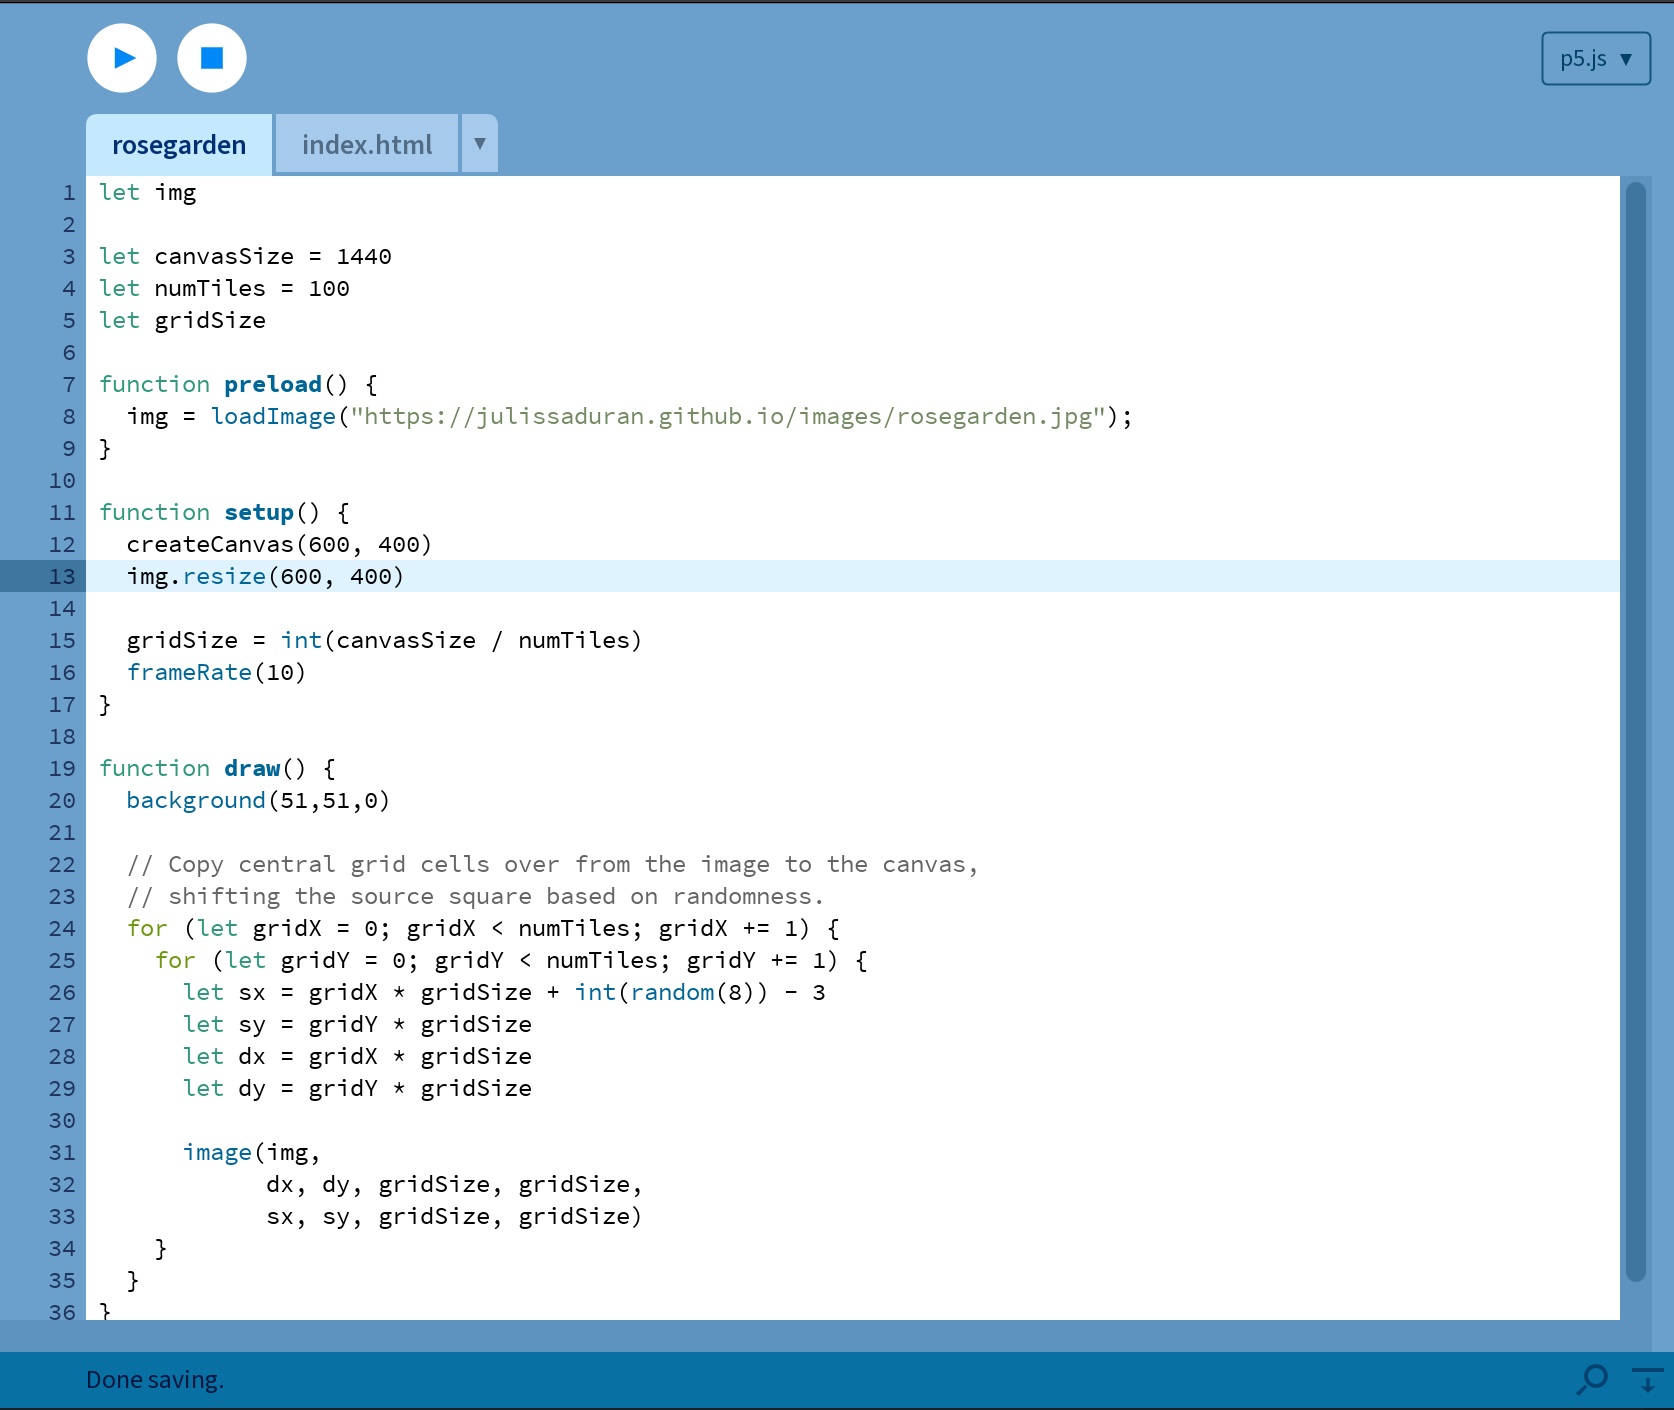 p5.js ▼
rosegarden index.html ▼
1 let img
2
3 let canvasSize = 1440
4 let numTiles = 100
5 let gridSize
6
7 function preload() {
8   img = loadImage("https://julissaduran.github.io/images/rosegarden.jpg");
9 }
10
11 function setup() {
12   createCanvas(600, 400)
13   img.resize(600, 400)
14
15   gridSize = int(canvasSize / numTiles)
16   frameRate(10)
17 }
18
19 function draw() {
20   background(51,51,0)
21
22   // Copy central grid cells over from the image to the canvas,
23   // shifting the source square based on randomness.
24   for (let gridX = 0; gridX < numTiles; gridX += 1) {
25     for (let gridY = 0; gridY < numTiles; gridY += 1) {
26       let sx = gridX * gridSize + int(random(8)) - 3
27       let sy = gridY * gridSize
28       let dx = gridX * gridSize
29       let dy = gridY * gridSize
30
31       image(img,
32             dx, dy, gridSize, gridSize,
33             sx, sy, gridSize, gridSize)
34     }
35   }
36 }
Done saving.